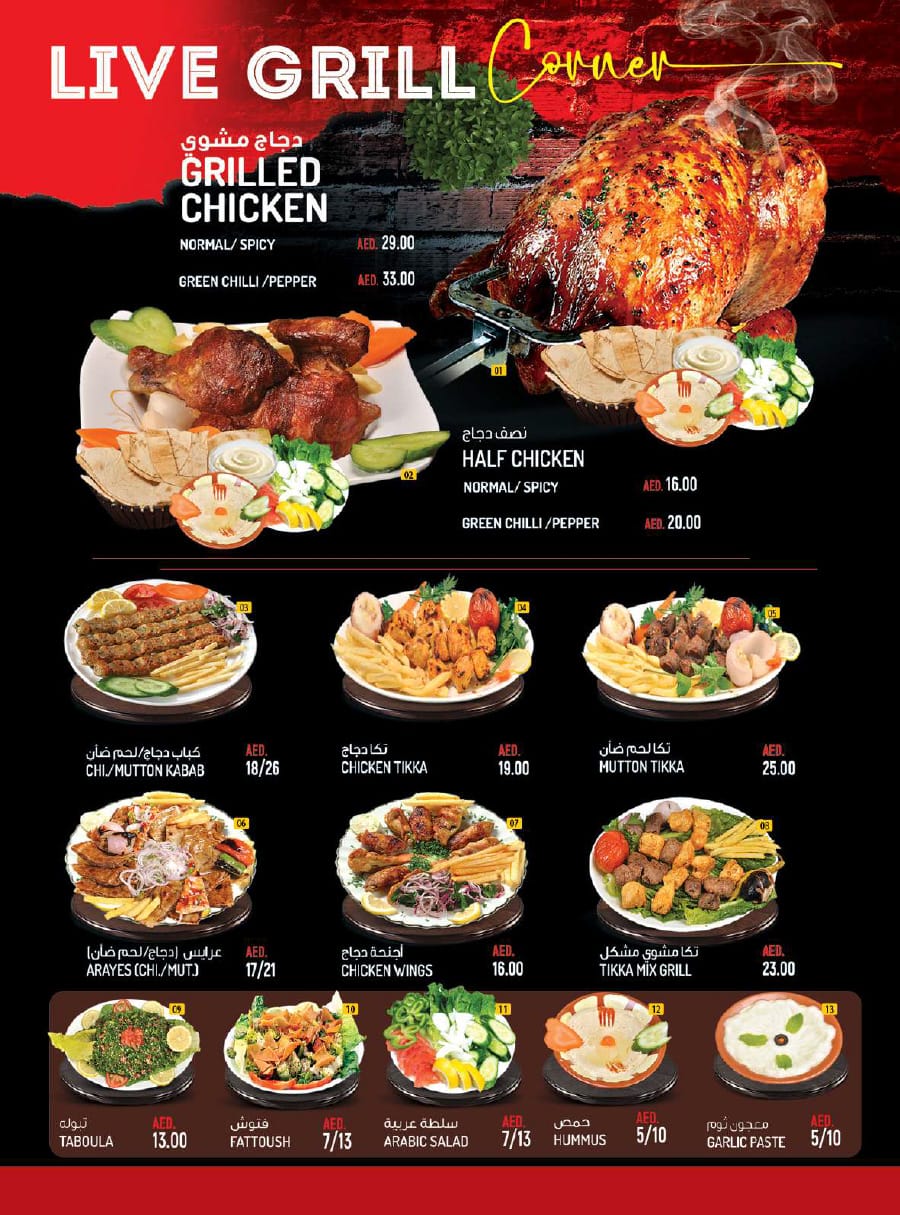 LIVE GRILL Corner
دجاج مشوي
GRILLED
CHICKEN
NORMAL/ SPICY AED. 29.00
GREEN CHILLI /PEPPER AED. 33.00
01
02
نصف دجاج
HALF CHICKEN
NORMAL/ SPICY AED. 16.00
GREEN CHILLI /PEPPER AED. 20.00
03
كباب دجاج/لحم ضأن AED.
CHI./MUTTON KABAB 18/26
04
تكا دجاج AED.
CHICKEN TIKKA 19.00
05
تكا لحم ضأن AED.
MUTTON TIKKA 25.00
06
عرايس (دجاج/لحم ضأن) AED.
ARAYES (CHI./MUT.) 17/21
07
أجنحة دجاج AED.
CHICKEN WINGS 16.00
08
تكا مشوي مشكل AED.
TIKKA MIX GRILL 23.00
09
تبوله AED.
TABOULA 13.00
10
فتوش AED.
FATTOUSH 7/13
11
سلطة عربية AED.
ARABIC SALAD 7/13
12
حمص AED.
HUMMUS 5/10
13
معجون ثوم AED.
GARLIC PASTE 5/10